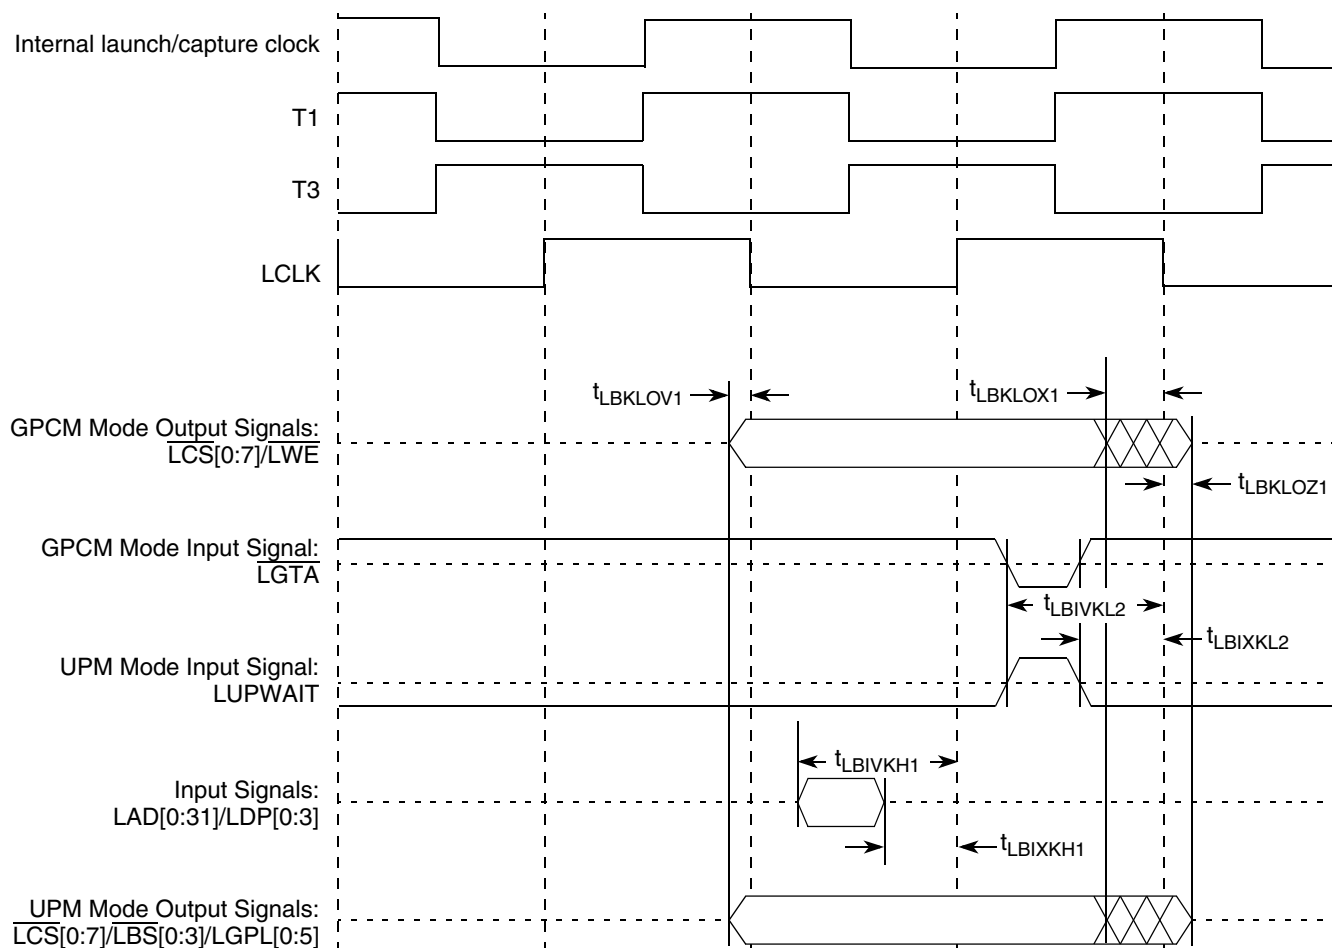 Internal launch/capture clock
T1
T3
LCLK
tLBKLOV1
tLBKLOX1
GPCM Mode Output Signals:
LCS[0:7]/LWE
tLBKLOZ1
GPCM Mode Input Signal:
LGTA
tLBIVKL2
tLBIXKL2
UPM Mode Input Signal:
LUPWAIT
tLBIVKH1
Input Signals:
LAD[0:31]/LDP[0:3]
tLBIXKH1
UPM Mode Output Signals:
LCS[0:7]/LBS[0:3]/LGPL[0:5]